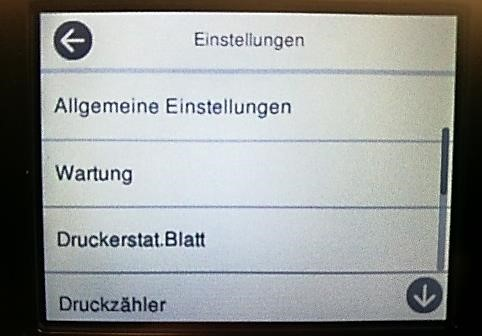 Einstellungen
Allgemeine Einstellungen
Wartung
Druckerstat.Blatt
Druckzähler